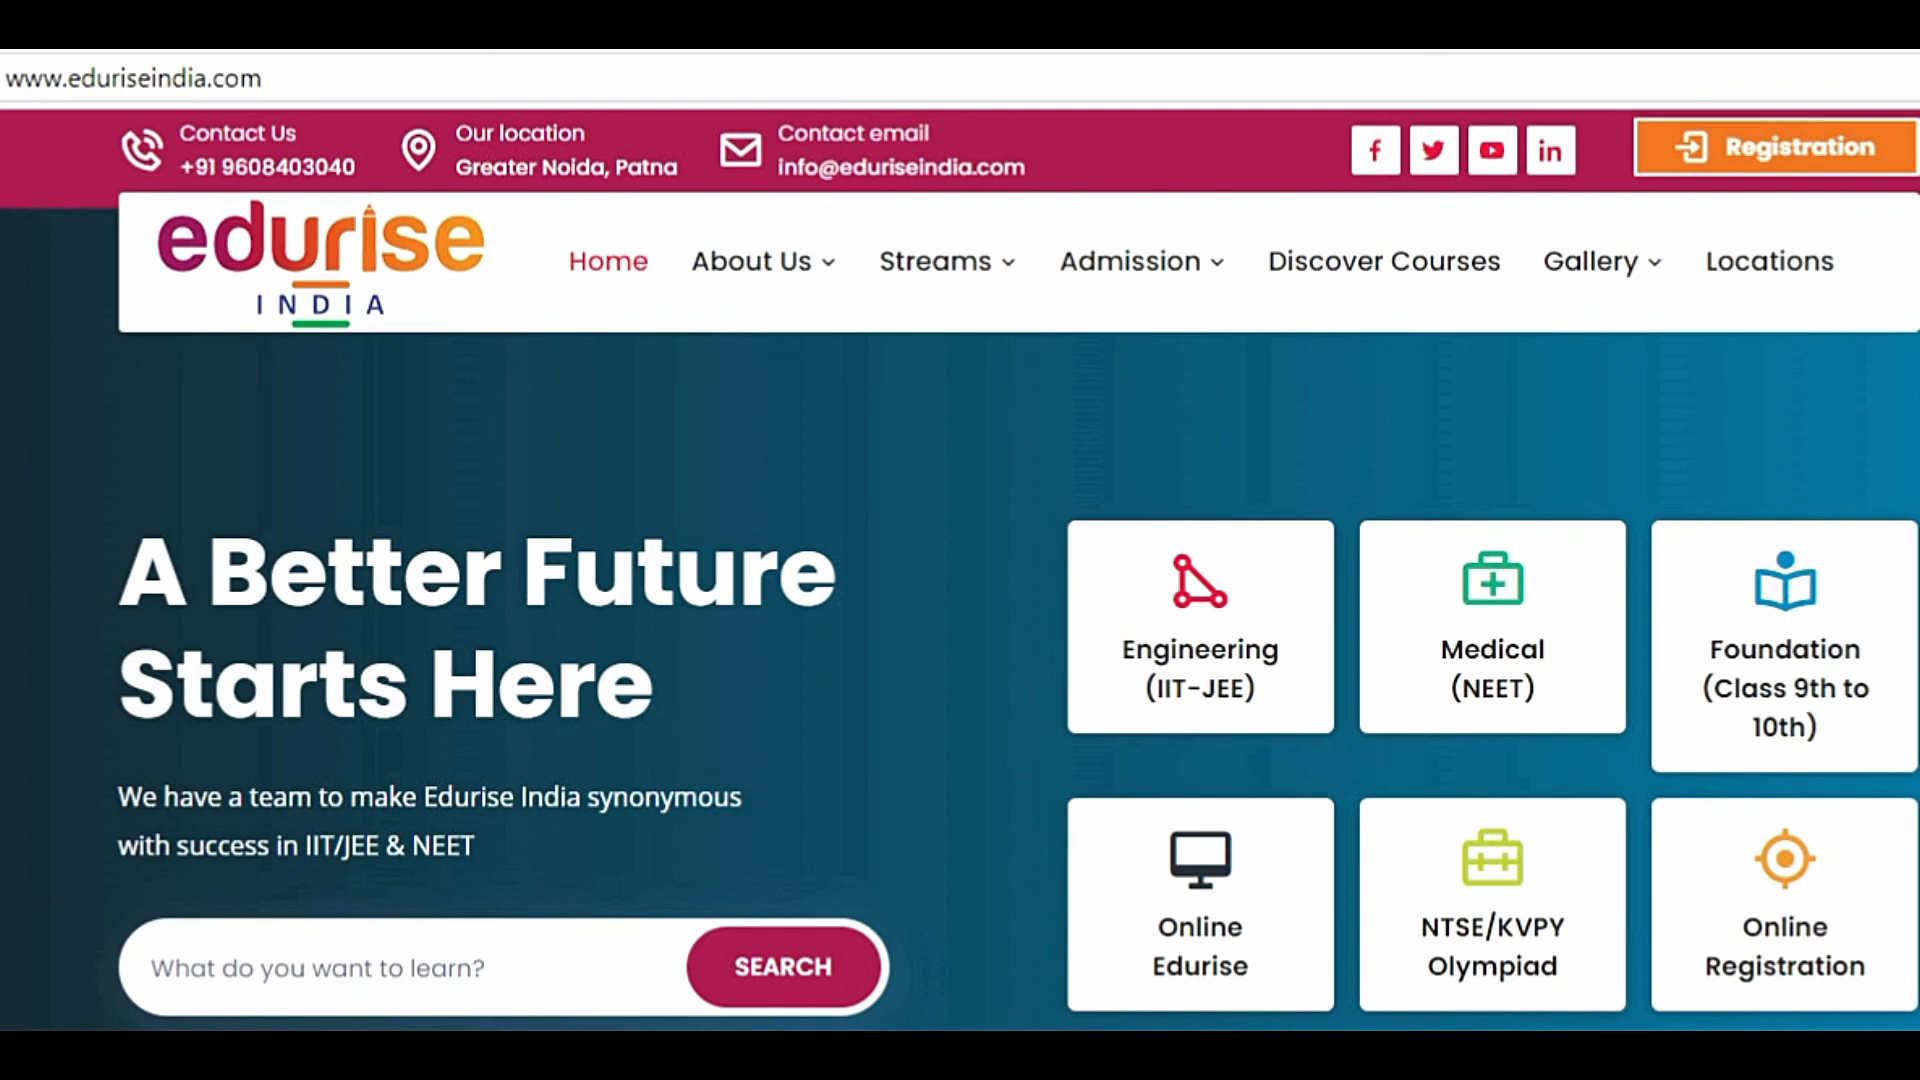 www.eduriseindia.com
Contact Us
+91 9608403040
Our location
Greater Noida, Patna
Contact email
info@eduriseindia.com
f
in
Registration
edurise
INDIA
Home
About Us
Streams
Admission
Discover Courses
Gallery
Locations
A Better Future
Starts Here
We have a team to make Edurise India synonymous
with success in IIT/JEE & NEET
What do you want to learn?
SEARCH
Engineering
(IIT-JEE)
Medical
(NEET)
Foundation
(Class 9th to
10th)
Online
Edurise
NTSE/KVPY
Olympiad
Online
Registration